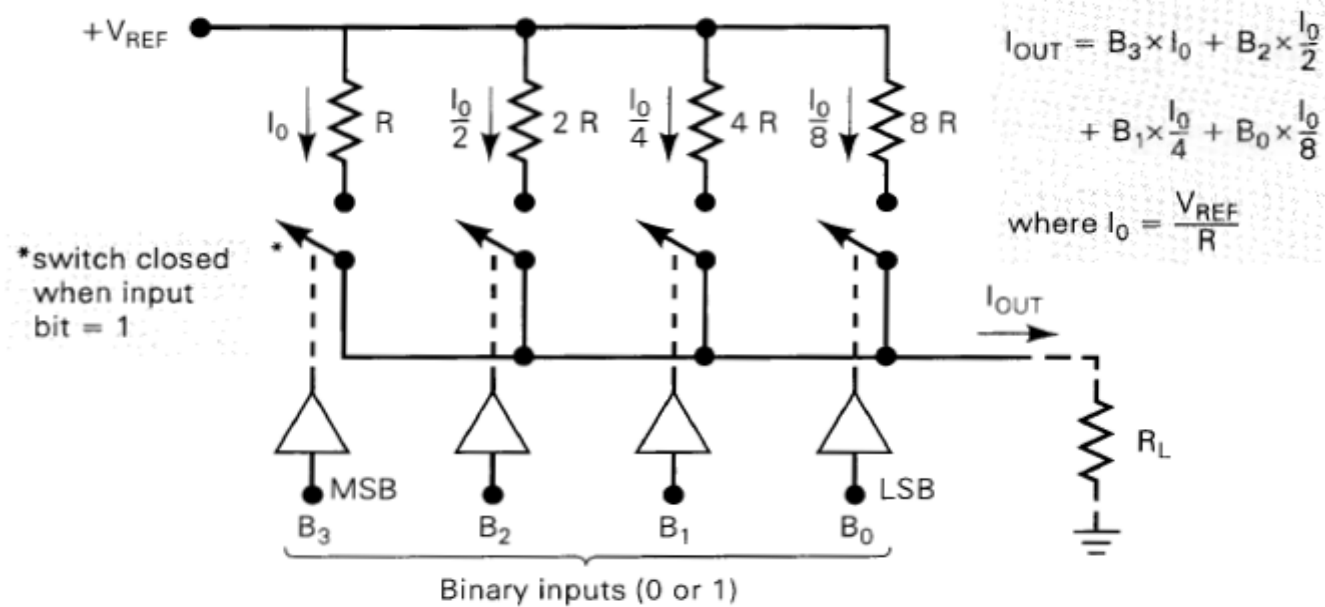 +V_REF
I_0
R
I_0/2
2 R
I_0/4
4 R
I_0/8
8 R
I_OUT = B_3 × I_0 + B_2 × I_0/2
+ B_1 × I_0/4 + B_0 × I_0/8
where I_0 = V_REF/R
*
*switch closed
when input
bit = 1
I_OUT
R_L
MSB
LSB
B_3
B_2
B_1
B_0
Binary inputs (0 or 1)